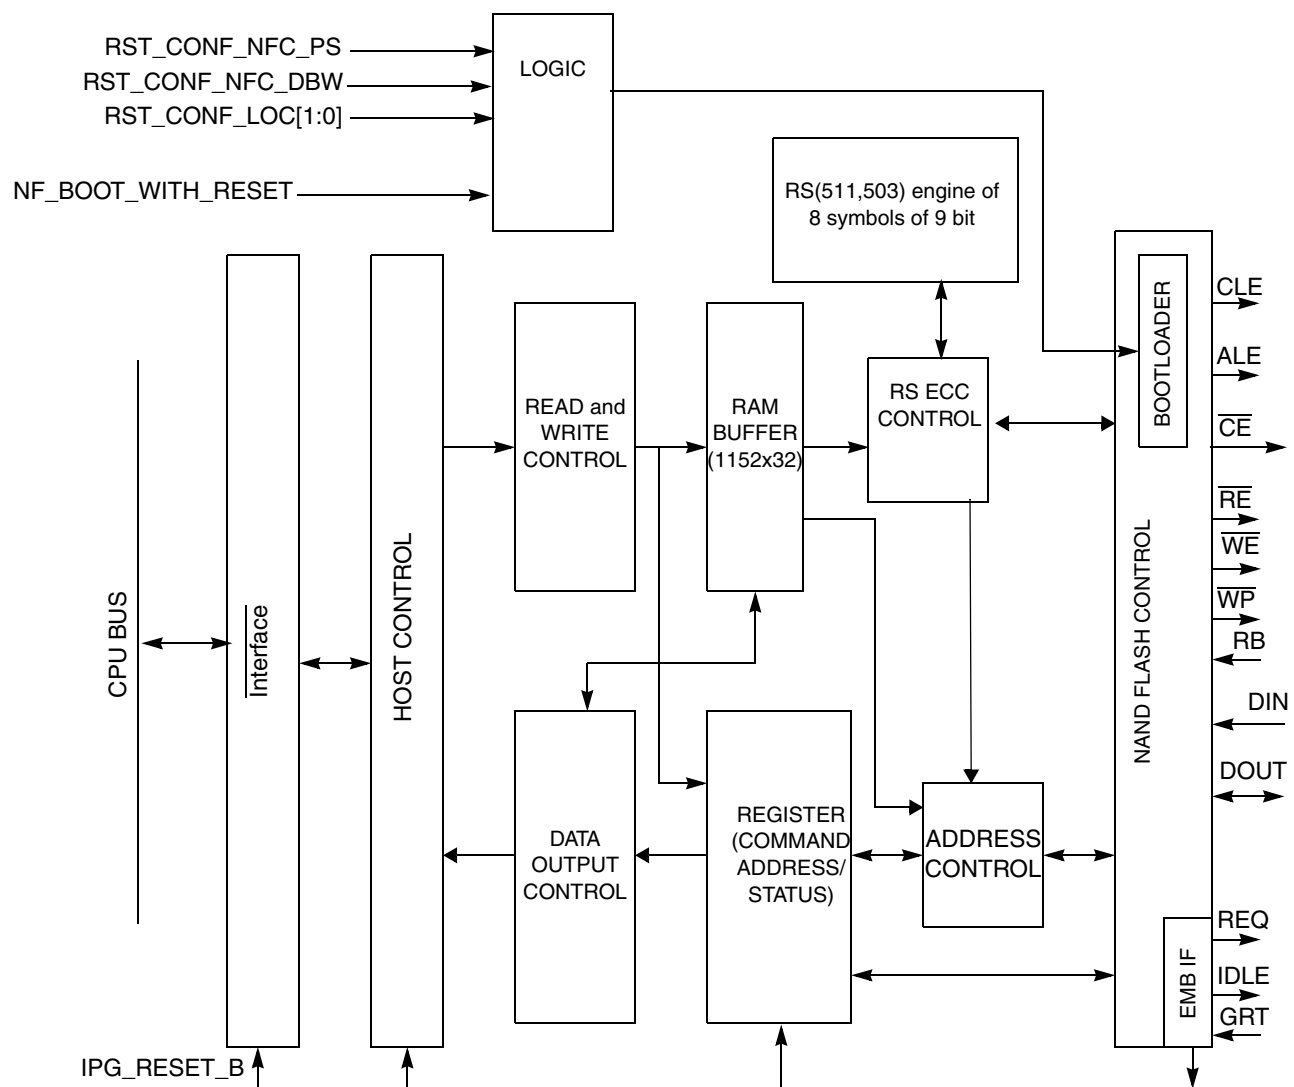 RST_CONF_NFC_PS
RST_CONF_NFC_DBW
RST_CONF_LOC[1:0]
NF_BOOT_WITH_RESET
LOGIC
RS(511,503) engine of
8 symbols of 9 bit
CPU BUS
Interface
HOST CONTROL
READ and
WRITE
CONTROL
RAM
BUFFER
(1152x32)
RS ECC
CONTROL
BOOTLOADER
NAND FLASH CONTROL
CLE
ALE
CE
RE
WE
WP
RB
DIN
DOUT
DATA
OUTPUT
CONTROL
REGISTER
(COMMAND
ADDRESS/
STATUS)
ADDRESS
CONTROL
EMB IF
REQ
IDLE
GRT
IPG_RESET_B